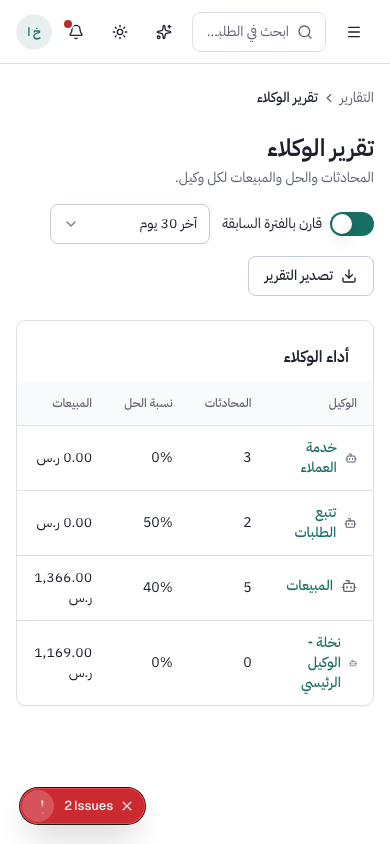 ابحث في الطلبـ...
خ ا
التقارير › تقرير الوكلاء
تقرير الوكلاء
المحادثات والحل والمبيعات لكل وكيل.
قارن بالفترة السابقة
آخر 30 يوم
تصدير التقرير
أداء الوكلاء
الوكيل المحادثات نسبة الحل المبيعات
خدمة العملاء 3 0% 0.00 ر.س
تتبع الطلبات 2 50% 0.00 ر.س
المبيعات 5 40% 1,366.00 ر.س
نخلة - الوكيل الرئيسي 0 0% 1,169.00 ر.س
2 Issues